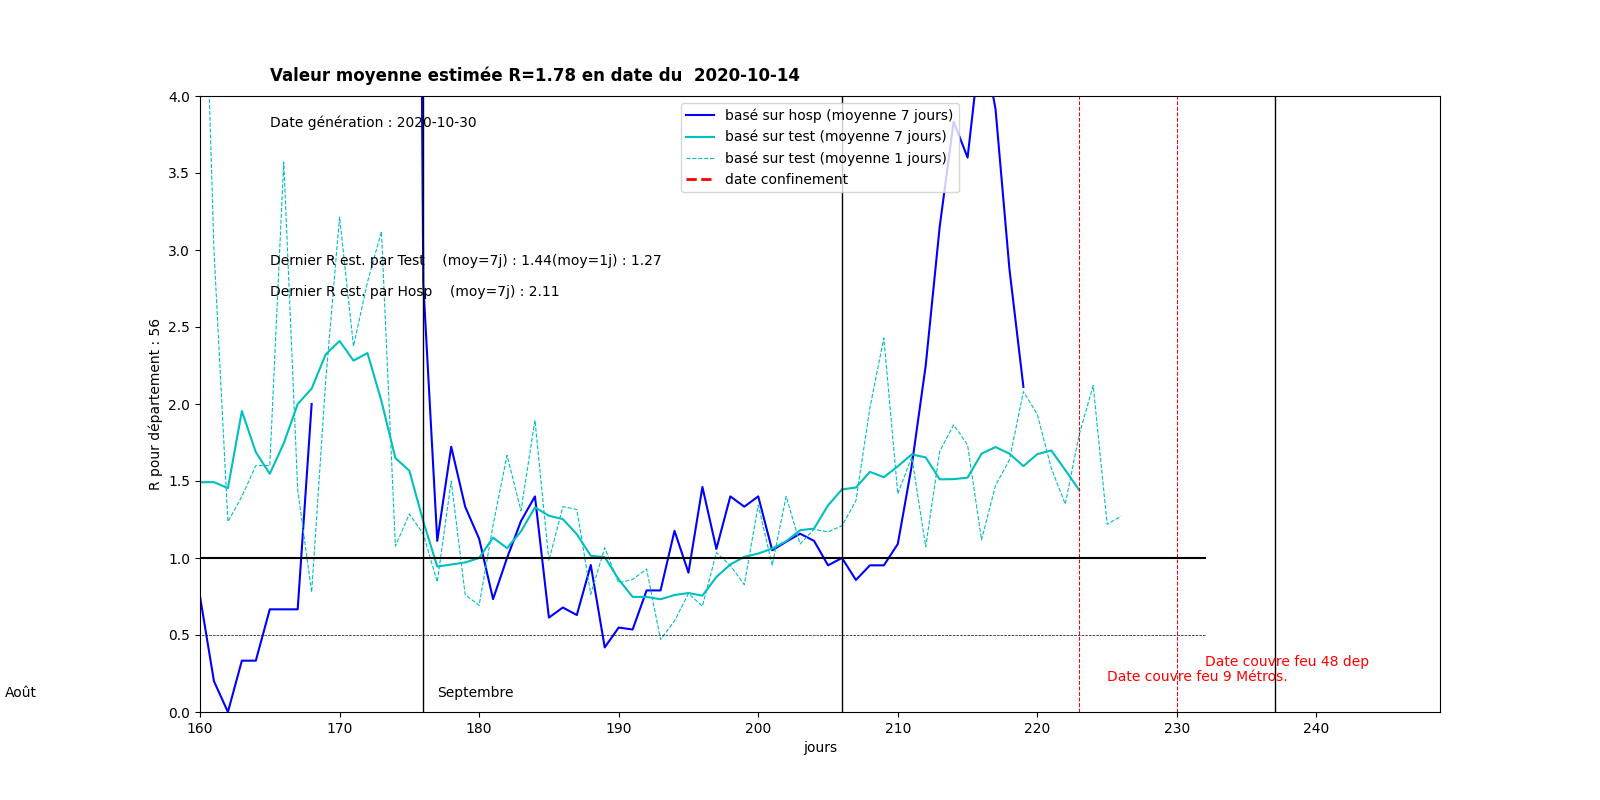 Valeur moyenne estimée R=1.78 en date du  2020-10-14
4.0
Date génération : 2020-10-30
basé sur hosp (moyenne 7 jours)
basé sur test (moyenne 7 jours)
basé sur test (moyenne 1 jours)
date confinement
3.5
3.0
Dernier R est. par Test    (moy=7j) : 1.44(moy=1j) : 1.27
Dernier R est. par Hosp    (moy=7j) : 2.11
2.5
2.0
R pour département : 56
1.5
1.0
0.5
Date couvre feu 48 dep
Date couvre feu 9 Métros.
Août
Septembre
0.0
160 170 180 190 200 210 220 230 240
jours